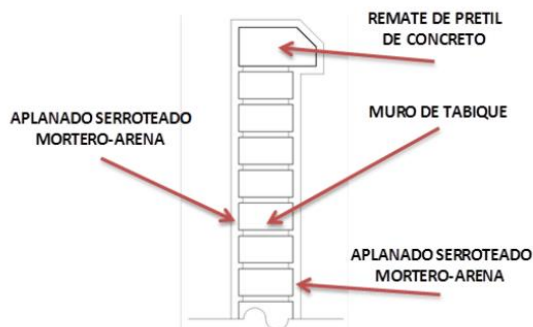 REMATE DE PRETIL
DE CONCRETO
APLANADO SERROTEADO
MORTERO-ARENA
MURO DE TABIQUE
APLANADO SERROTEADO
MORTERO-ARENA